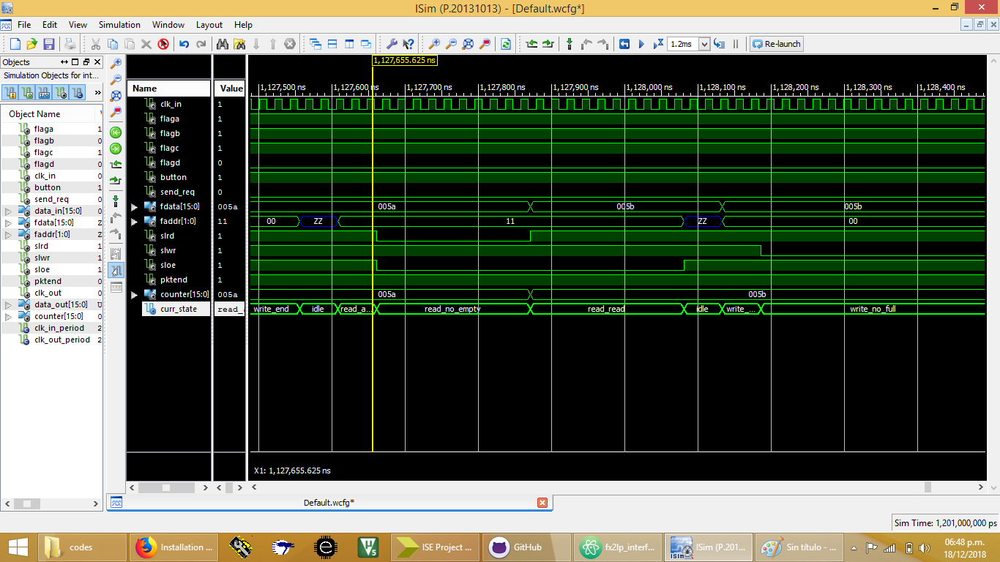 ISim (P.20131013) - [Default.wcfg*]
File Edit View Simulation Window Layout Help
1.2ms Re-launch
Objects
Simulation Objects for int...
»
Object Name
flaga 1
flagb 0
flagc 1
flagd 0
clk_in 0
button 1
send_req 0
data_in[15:0] 0
fdata[15:0] Z
faddr[1:0] Z
slrd 1
slwr 1
sloe 1
pktend 0
clk_out 0
data_out[15:0] U
counter[15:0] 0
clk_in_period 2
clk_out_period 2
1,127,655.625 ns
Name Value
1,127,500 ns 1,127,600 ns 1,127,700 ns 1,127,800 ns 1,127,900 ns 1,128,000 ns 1,128,100 ns 1,128,200 ns 1,128,300 ns 1,128,400 ns
clk_in 1
flaga 1
flagb 1
flagc 1
flagd 0
button 1
send_req 0
fdata[15:0] 005a 005a 005b 005b
faddr[1:0] 11 00 ZZ 11 ZZ 00
slrd 1
slwr 1
sloe 1
pktend 1
counter[15:0] 005a 005a 005b
curr_state read_ write_end idle read_a... read_no_empty read_read idle write_... write_no_full
X1: 1,127,655.625 ns
Default.wcfg*
Sim Time: 1,201,000,000 ps
codes Installation ... ISE Project ... GitHub fx2lp_interf... ISim (P.201... Sin título - ...
06:48 p.m.
18/12/2018